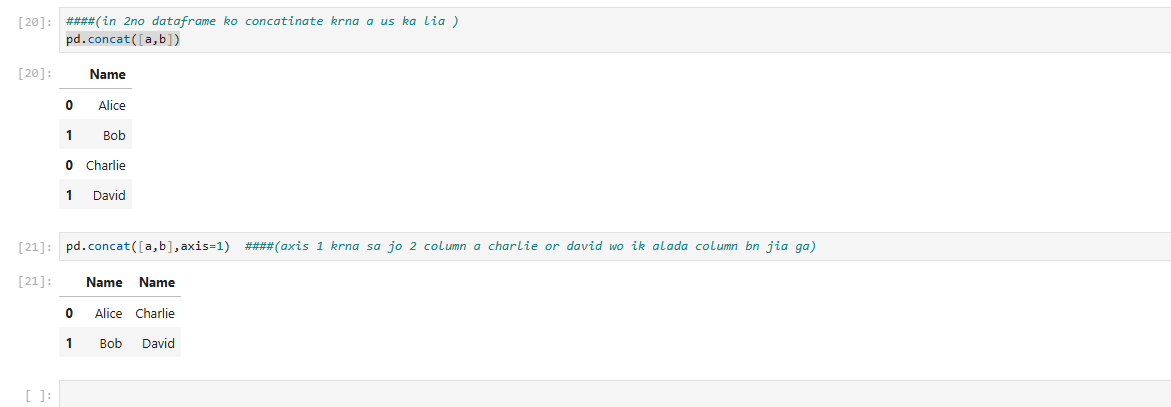 [20]: ####(in 2no dataframe ko concatinate krna a us ka lia )
pd.concat([a,b])
[20]: Name
0 Alice
1 Bob
0 Charlie
1 David
[21]: pd.concat([a,b],axis=1) ####(axis 1 krna sa jo 2 column a charlie or david wo ik alada column bn jia ga)
[21]: Name Name
0 Alice Charlie
1 Bob David
[ ]: